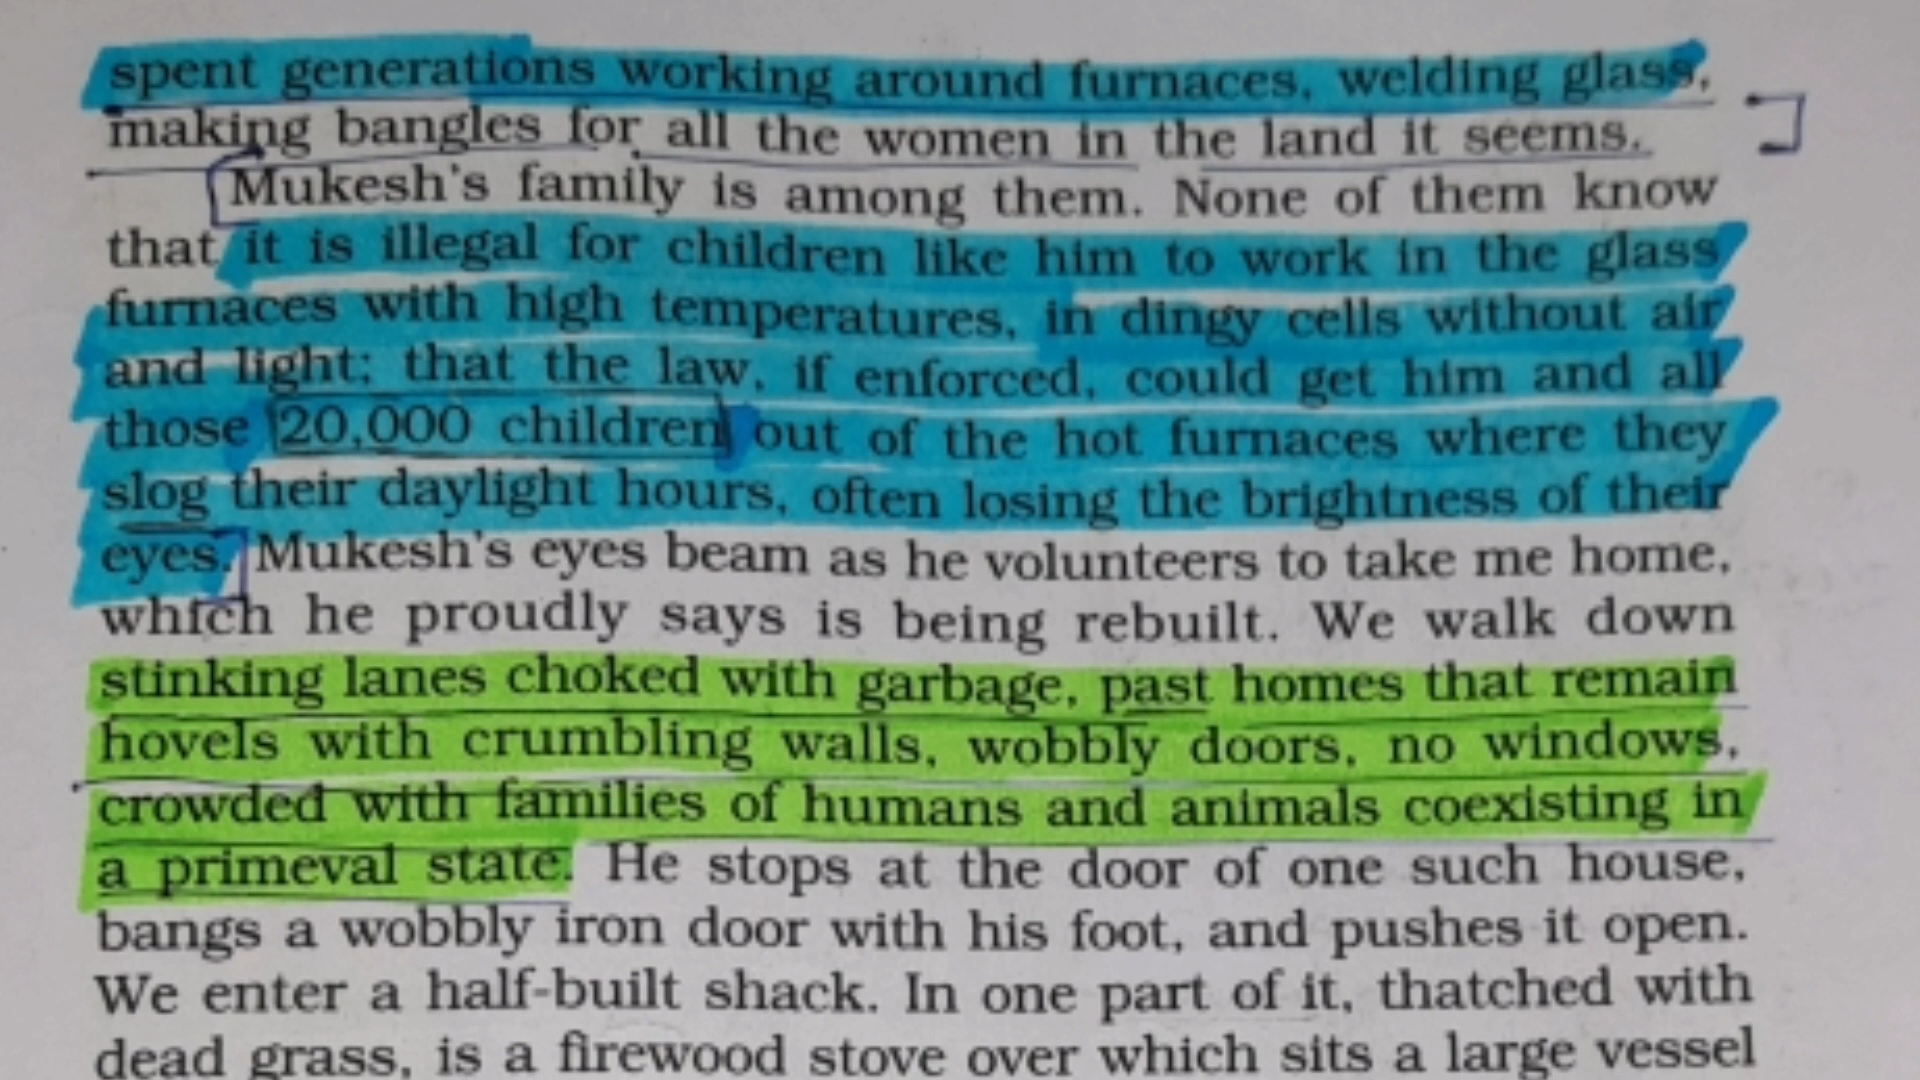 spent generations working around furnaces, welding glass,
making bangles for all the women in the land it seems.
Mukesh's family is among them. None of them know
that it is illegal for children like him to work in the glass
furnaces with high temperatures, in dingy cells without air
and light; that the law, if enforced, could get him and all
those 20,000 children out of the hot furnaces where they
slog their daylight hours, often losing the brightness of their
eyes. Mukesh's eyes beam as he volunteers to take me home,
which he proudly says is being rebuilt. We walk down
stinking lanes choked with garbage, past homes that remain
hovels with crumbling walls, wobbly doors, no windows,
crowded with families of humans and animals coexisting in
a primeval state. He stops at the door of one such house,
bangs a wobbly iron door with his foot, and pushes it open.
We enter a half-built shack. In one part of it, thatched with
dead grass, is a firewood stove over which sits a large vessel